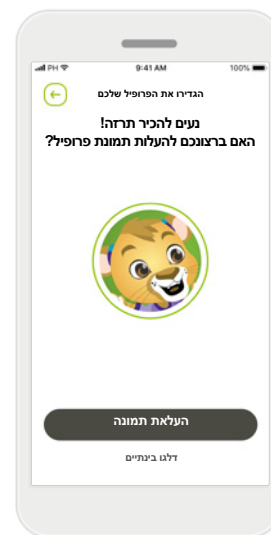 PH 9:41 AM 100%
הגדירו את הפרופיל שלכם
נעים להכיר תרזה!
האם ברצונכם להעלות תמונת פרופיל?
העלאת תמונה
דלגו בינתיים